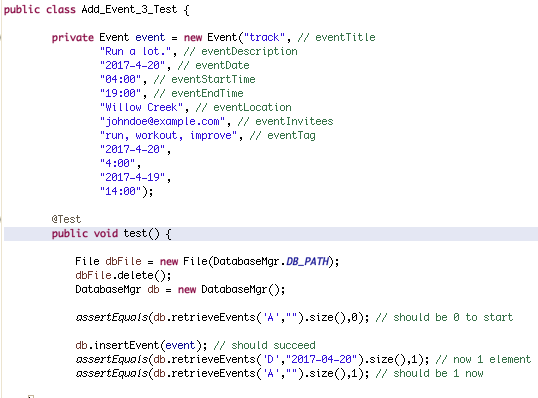 public class Add_Event_3_Test {
private Event event = new Event("track", // eventTitle
"Run a lot.", // eventDescription
"2017-4-20", // eventDate
"04:00", // eventStartTime
"19:00", // eventEndTime
"Willow Creek", // eventLocation
"johndoe@example.com", // eventInvitees
"run, workout, improve", // eventTag
"2017-4-20",
"4:00",
"2017-4-19",
"14:00");
@Test
public void test() {
File dbFile = new File(DatabaseMgr.DB_PATH);
dbFile.delete();
DatabaseMgr db = new DatabaseMgr();
assertEquals(db.retrieveEvents('A',"").size(),0); // should be 0 to start
db.insertEvent(event); // should succeed
assertEquals(db.retrieveEvents('D',"2017-04-20").size(),1); // now 1 element
assertEquals(db.retrieveEvents('A',"").size(),1); // should be 1 now